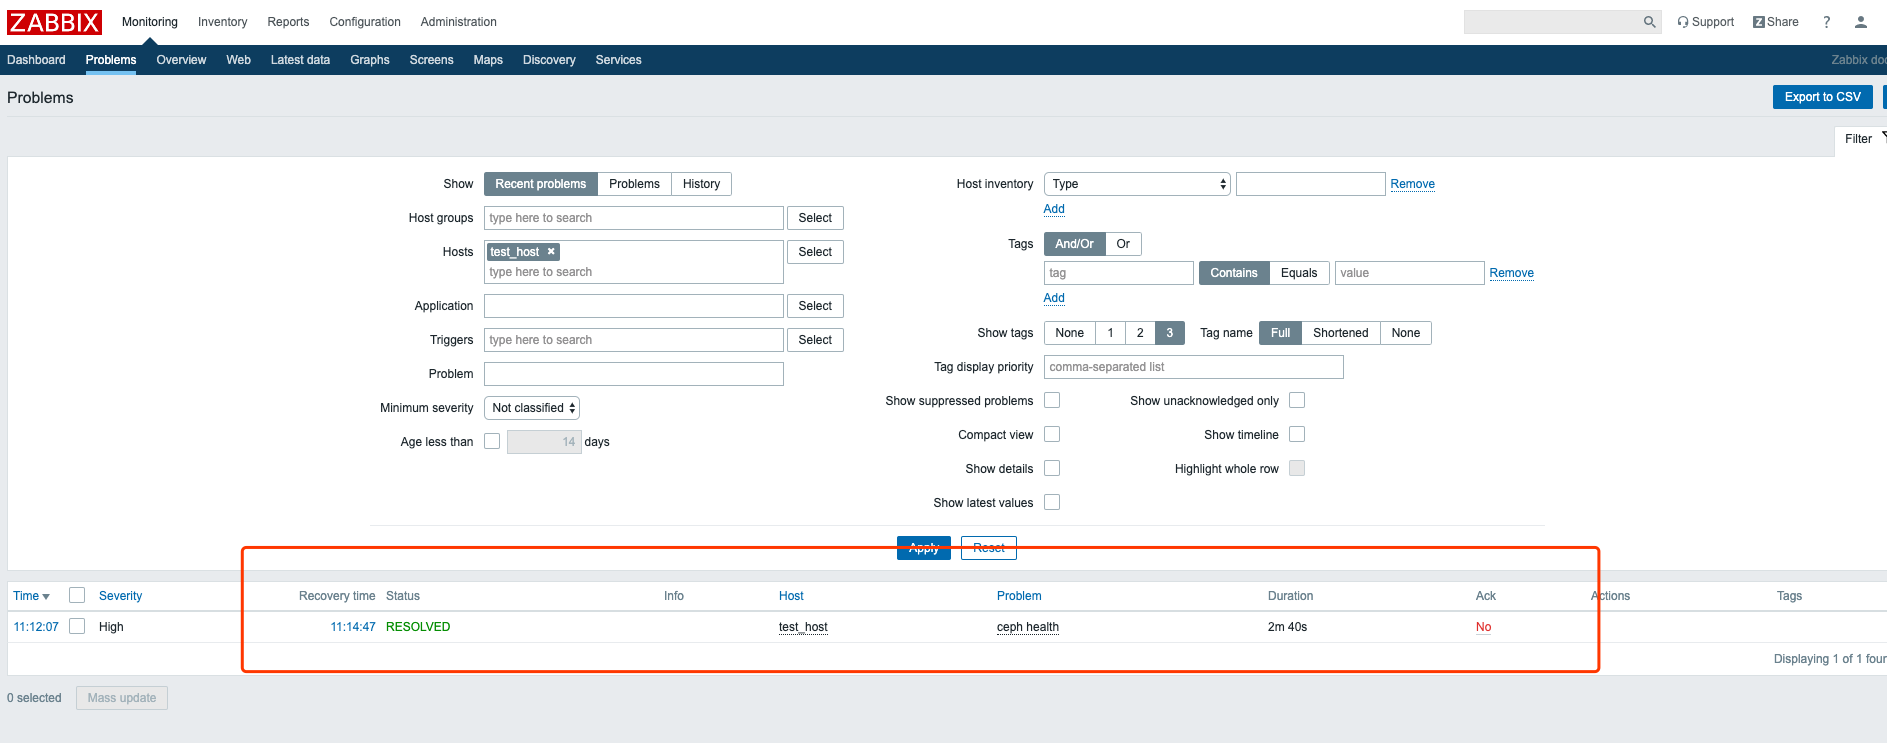 ZABBIX Monitoring Inventory Reports Configuration Administration Support Z Share ?
Dashboard Problems Overview Web Latest data Graphs Screens Maps Discovery Services Zabbix doc
Problems Export to CSV
Filter
Show Recent problems Problems History Host inventory Type Remove
Add
Host groups type here to search Select
Hosts test_host × Select Tags And/Or Or
type here to search tag Contains Equals value Remove
Add
Application Select
Triggers type here to search Select Show tags None 1 2 3 Tag name Full Shortened None
Problem Tag display priority comma-separated list
Minimum severity Not classified Show suppressed problems Show unacknowledged only
Age less than 14 days Compact view Show timeline
Show details Highlight whole row
Show latest values
Apply Reset
Time Severity Recovery time Status Info Host Problem Duration Ack Actions Tags
11:12:07 High 11:14:47 RESOLVED test_host ceph health 2m 40s No
Displaying 1 of 1 foun
0 selected Mass update